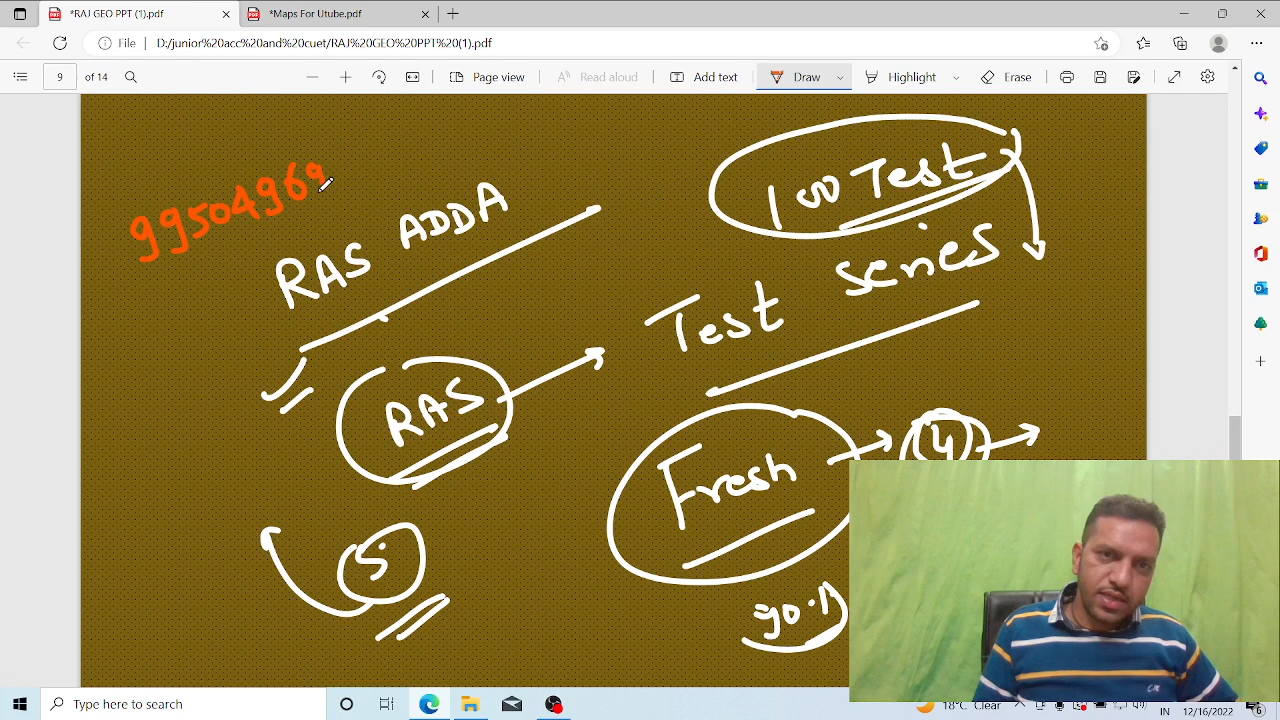 *RAJ GEO PPT (1).pdf
*Maps For Utube.pdf
File
D:/junior%20acc%20and%20cuet/RAJ%20GEO%20PPT%20(1).pdf
9 of 14
Page view
Read aloud
Add text
Draw
Highlight
Erase
99504969
RAS ADDA
100 Test
Test series
RAS
Fresh
4
5
90%
Type here to search
18°C Clear
IN
12/16/2022
6